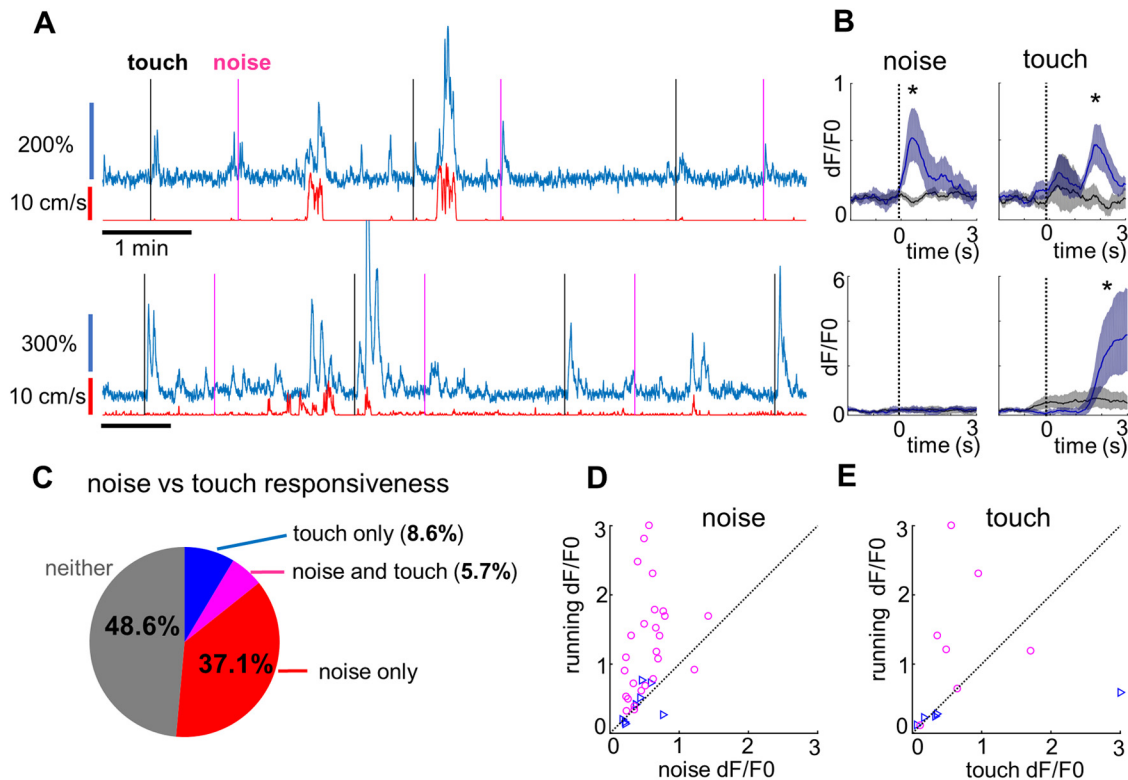 A
touch noise
200%
10 cm/s
1 min
300%
10 cm/s
B
noise touch
1
dF/F0
0
* *
0 3 0 3
time (s) time (s)
6
dF/F0
0
*
0 3 0 3
time (s) time (s)
C noise vs touch responsiveness
touch only (8.6%)
neither
noise and touch (5.7%)
48.6%
37.1%
noise only
D
noise
running dF/F0
3
2
1
0
0 1 2 3
noise dF/F0
E
touch
running dF/F0
3
2
1
0
0 1 2 3
touch dF/F0